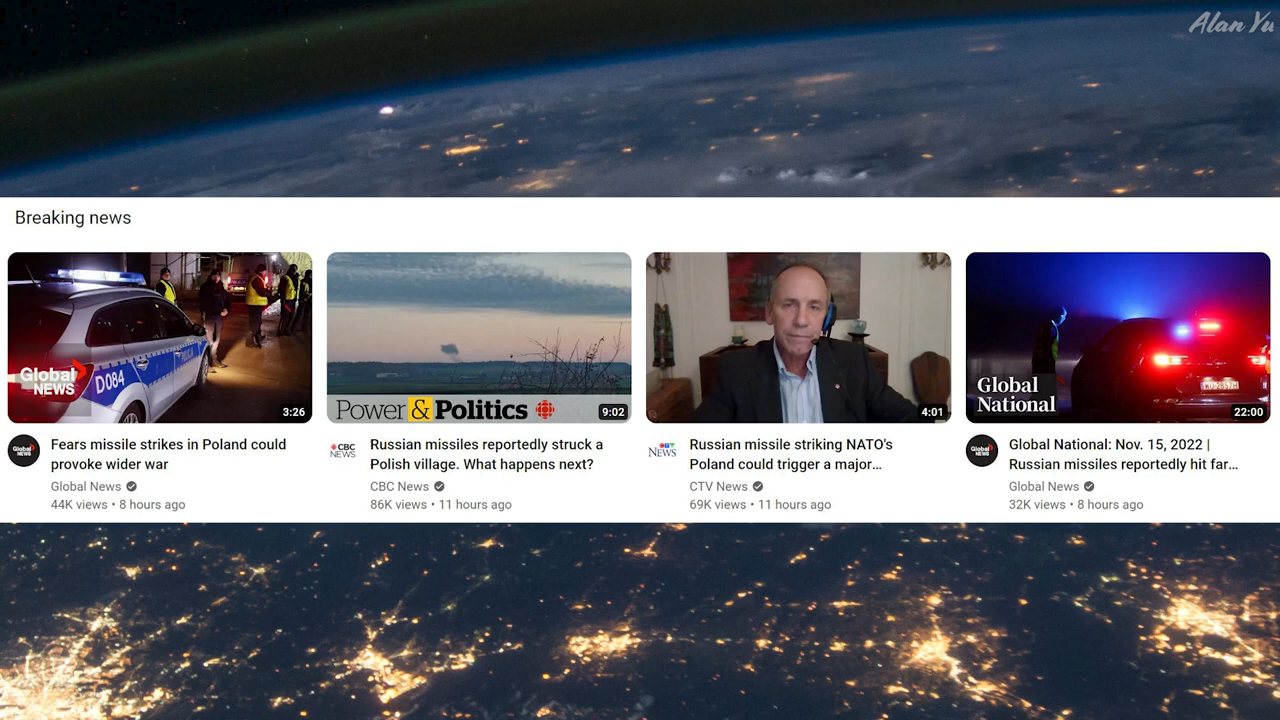 Alan Yu
Breaking news
Global
NEWS
D084
POLICJA
3:26
Power & Politics
9:02
4:01
Global
National
22:00
Fears missile strikes in Poland could
provoke wider war
Global News
44K views • 8 hours ago
CBC
NEWS
Russian missiles reportedly struck a
Polish village. What happens next?
CBC News
86K views • 11 hours ago
CTV
NEWS
Russian missile striking NATO's
Poland could trigger a major…
CTV News
69K views • 11 hours ago
Global National: Nov. 15, 2022 |
Russian missiles reportedly hit far…
Global News
32K views • 8 hours ago